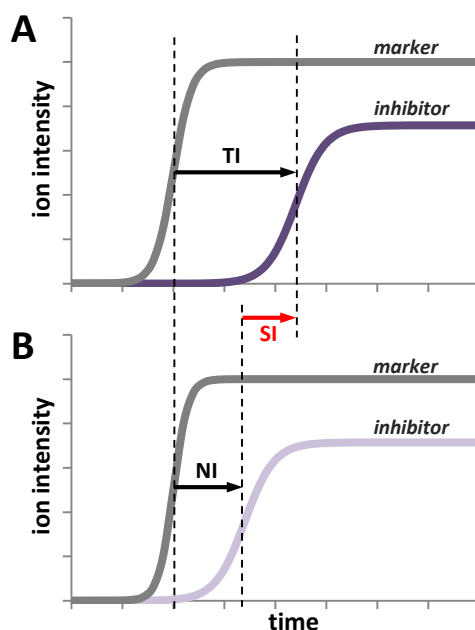 A
marker
inhibitor
TI
ion intensity
SI
B
marker
inhibitor
NI
ion intensity
time